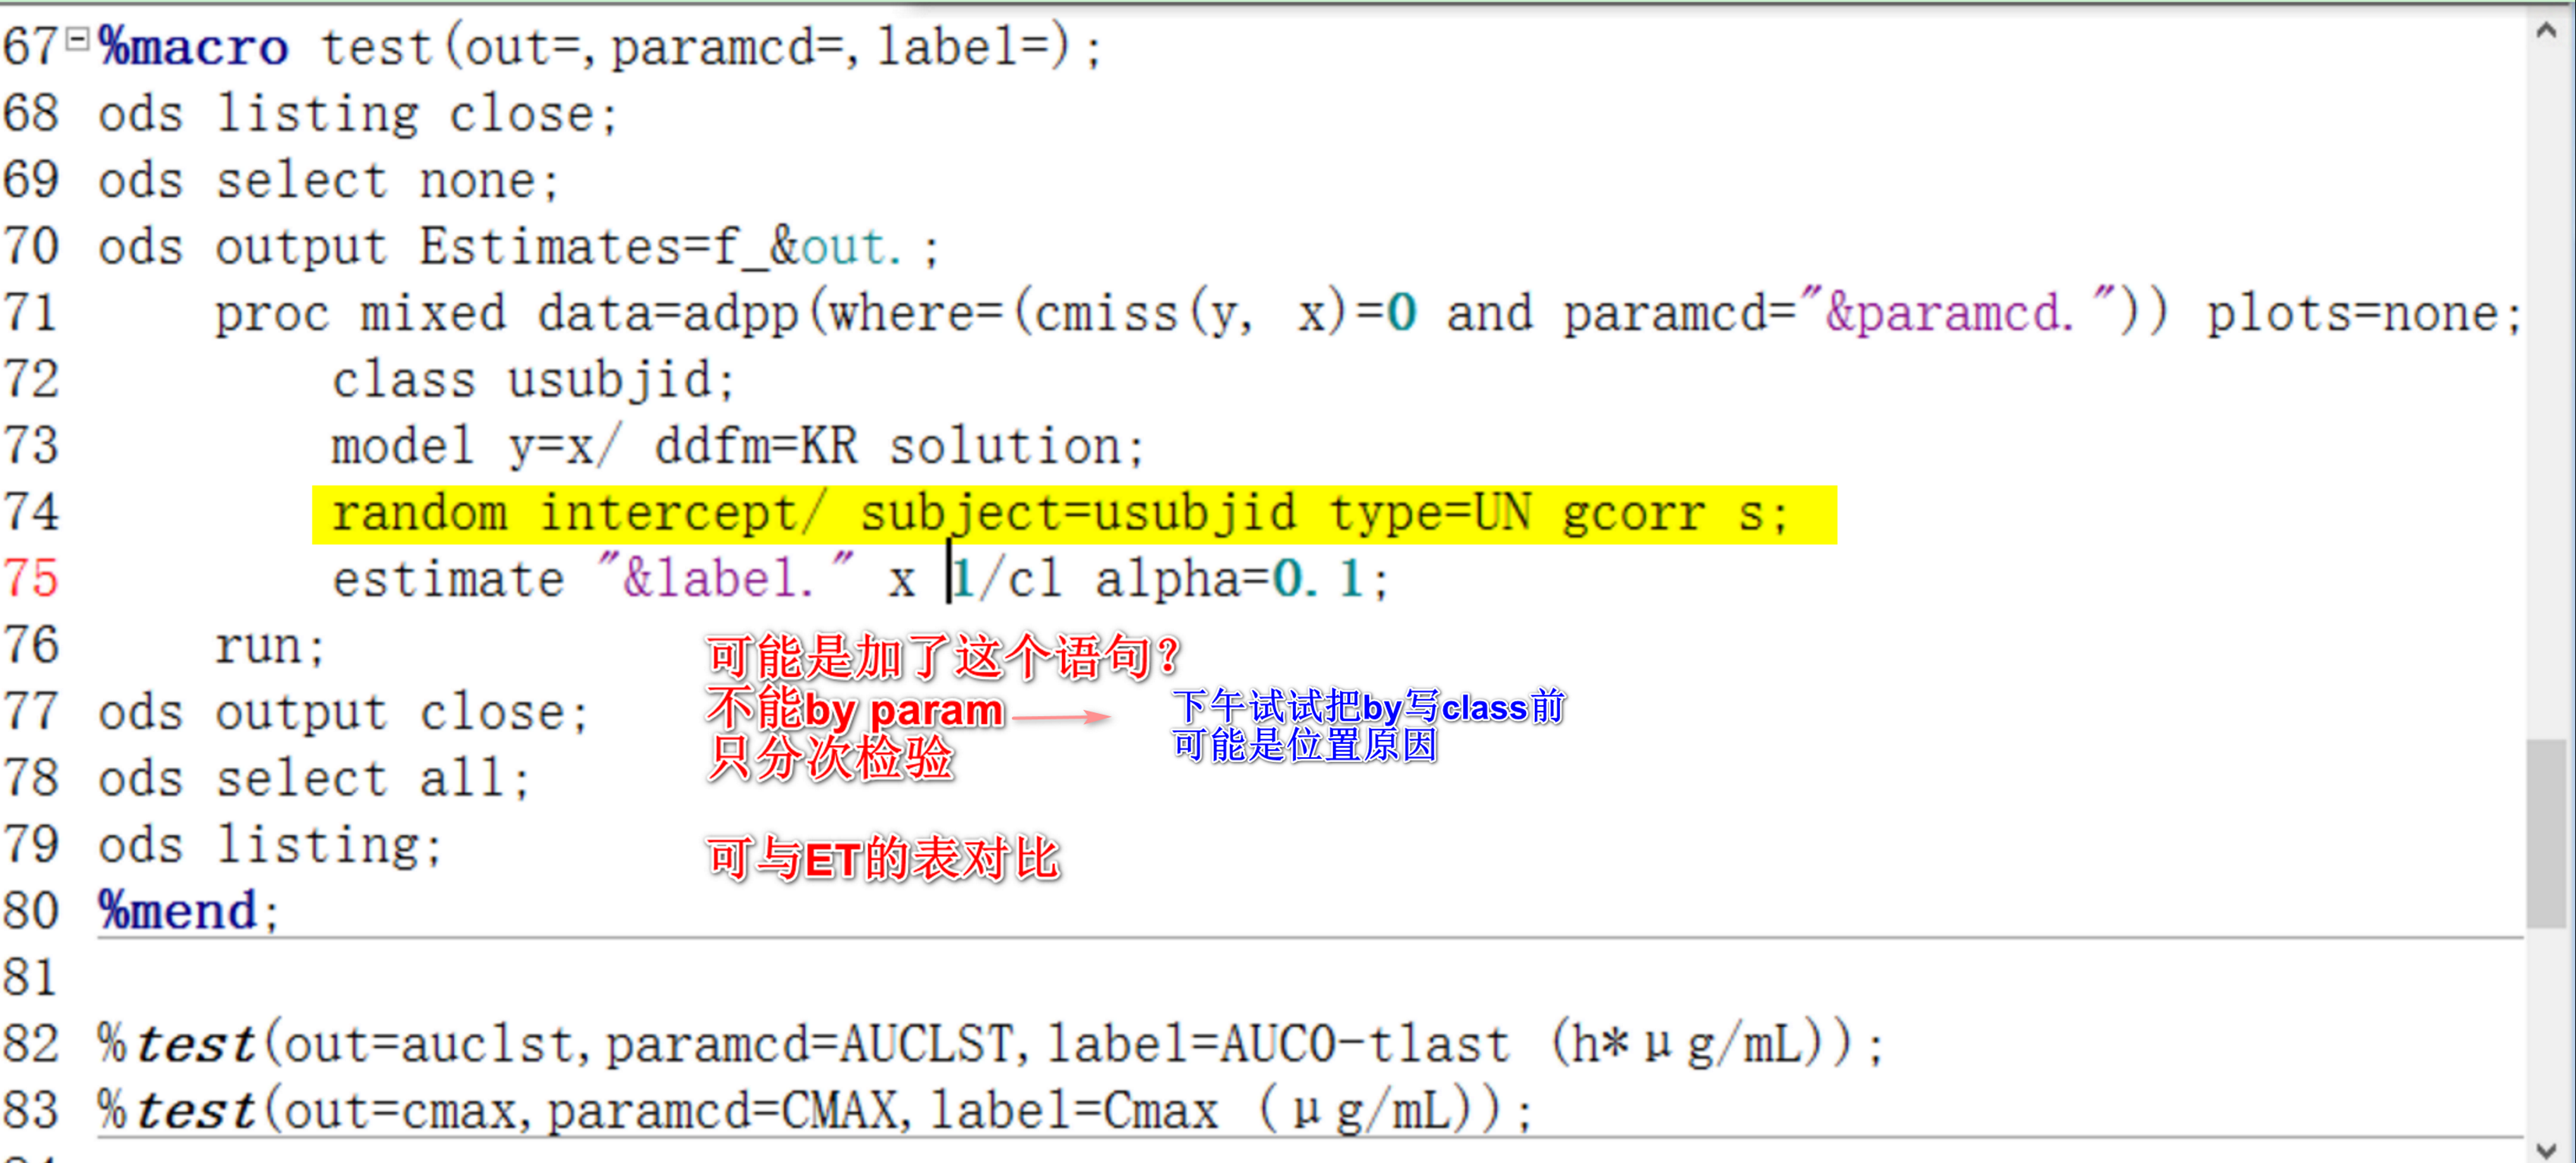 67 %macro test(out=,paramcd=,label=);
68 ods listing close;
69 ods select none;
70 ods output Estimates=f_&out.;
71 proc mixed data=adpp(where=(cmiss(y, x)=0 and paramcd="&paramcd.")) plots=none;
72 class usubjid;
73 model y=x/ ddfm=KR solution;
74 random intercept/ subject=usubjid type=UN gcorr s;
75 estimate "&label." x 1/cl alpha=0.1;
76 run;
可能是加了这个语句?
77 ods output close;
不能by param
下午试试把by写class前
可能是位置原因
只分次检验
78 ods select all;
79 ods listing;
可与ET的表对比
80 %mend;
81
82 %test(out=auclst,paramcd=AUCLST,label=AUC0-tlast (h*μg/mL));
83 %test(out=cmax,paramcd=CMAX,label=Cmax (μg/mL));